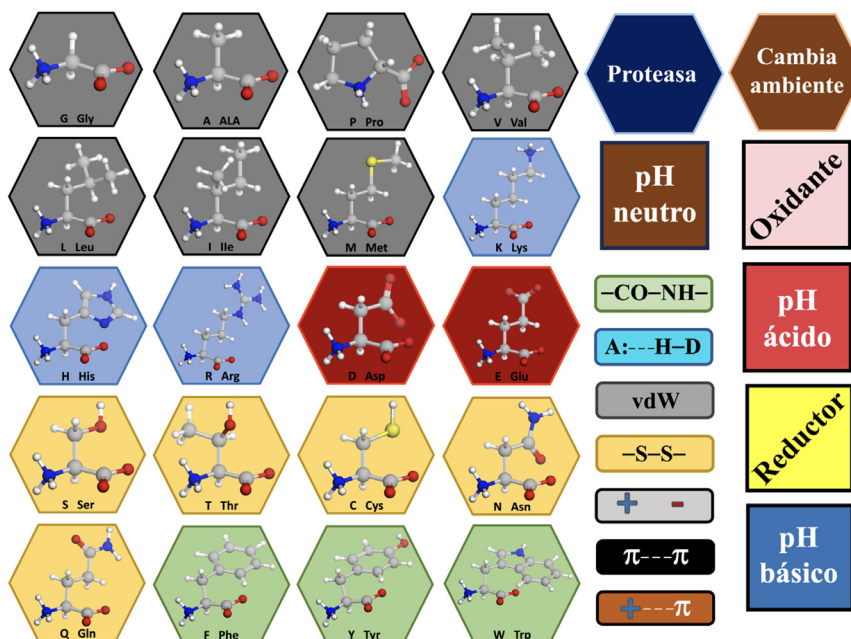 G Gly
A ALA
P Pro
V Val
Proteasa
Cambia
ambiente
L Leu
I Ile
M Met
K Lys
pH
neutro
Oxidante
H His
R Arg
D Asp
E Glu
–CO–NH–
A:---H–D
pH
ácido
S Ser
T Thr
C Cys
N Asn
vdW
–S–S–
+ -
Reductor
Q Gln
F Phe
Y Tyr
W Trp
π---π
+---π
pH
básico